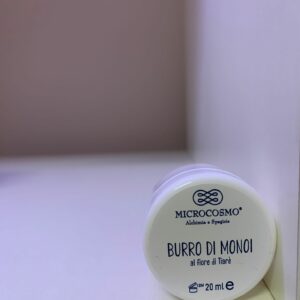 MICROCOSMO®
Alchimia e Spagiria
BURRO DI MONOI
al fiore di Tiarè
20 ml e